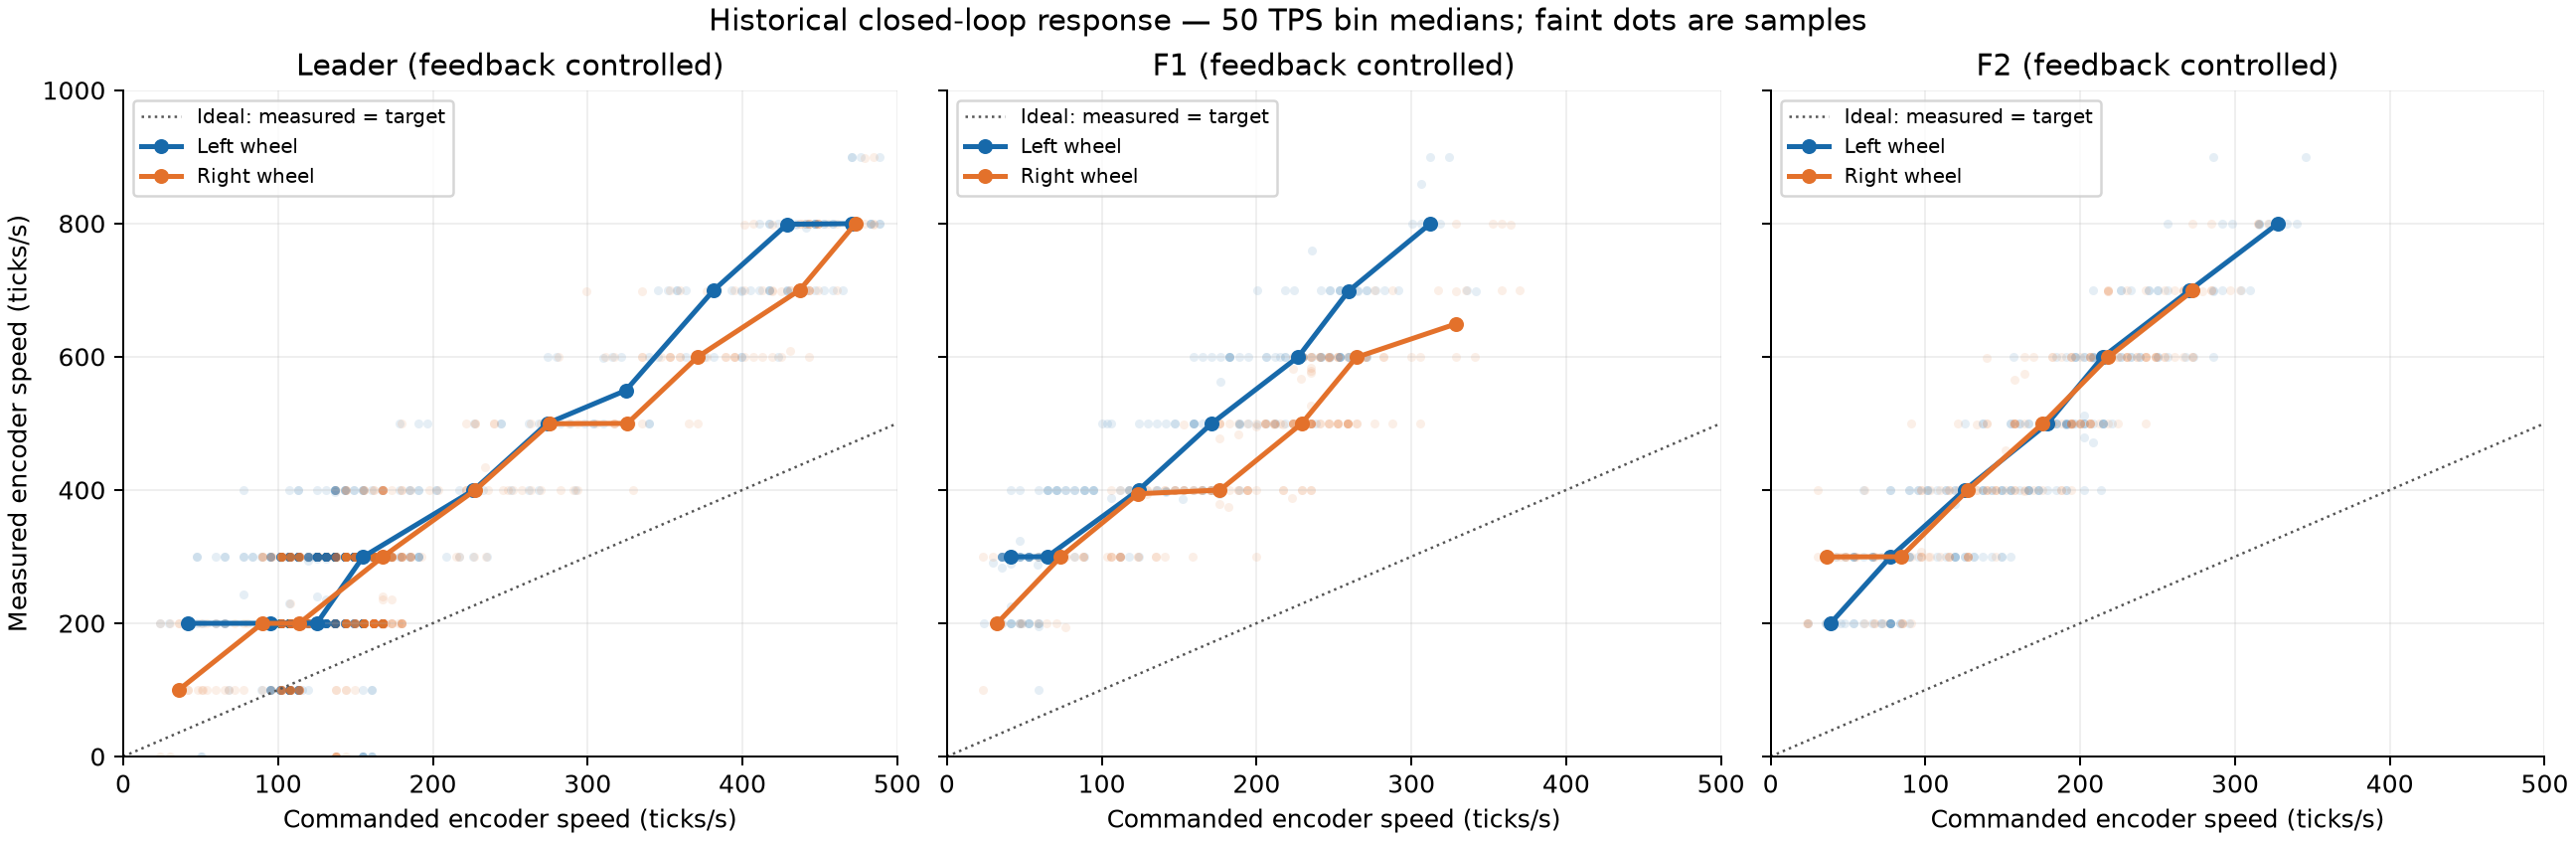 Historical closed-loop response — 50 TPS bin medians; faint dots are samples
Leader (feedback controlled)
Ideal: measured = target
Left wheel
Right wheel
Measured encoder speed (ticks/s)
1000
800
600
400
200
0
0 100 200 300 400 500
Commanded encoder speed (ticks/s)
F1 (feedback controlled)
Ideal: measured = target
Left wheel
Right wheel
0 100 200 300 400 500
Commanded encoder speed (ticks/s)
F2 (feedback controlled)
Ideal: measured = target
Left wheel
Right wheel
0 100 200 300 400 500
Commanded encoder speed (ticks/s)